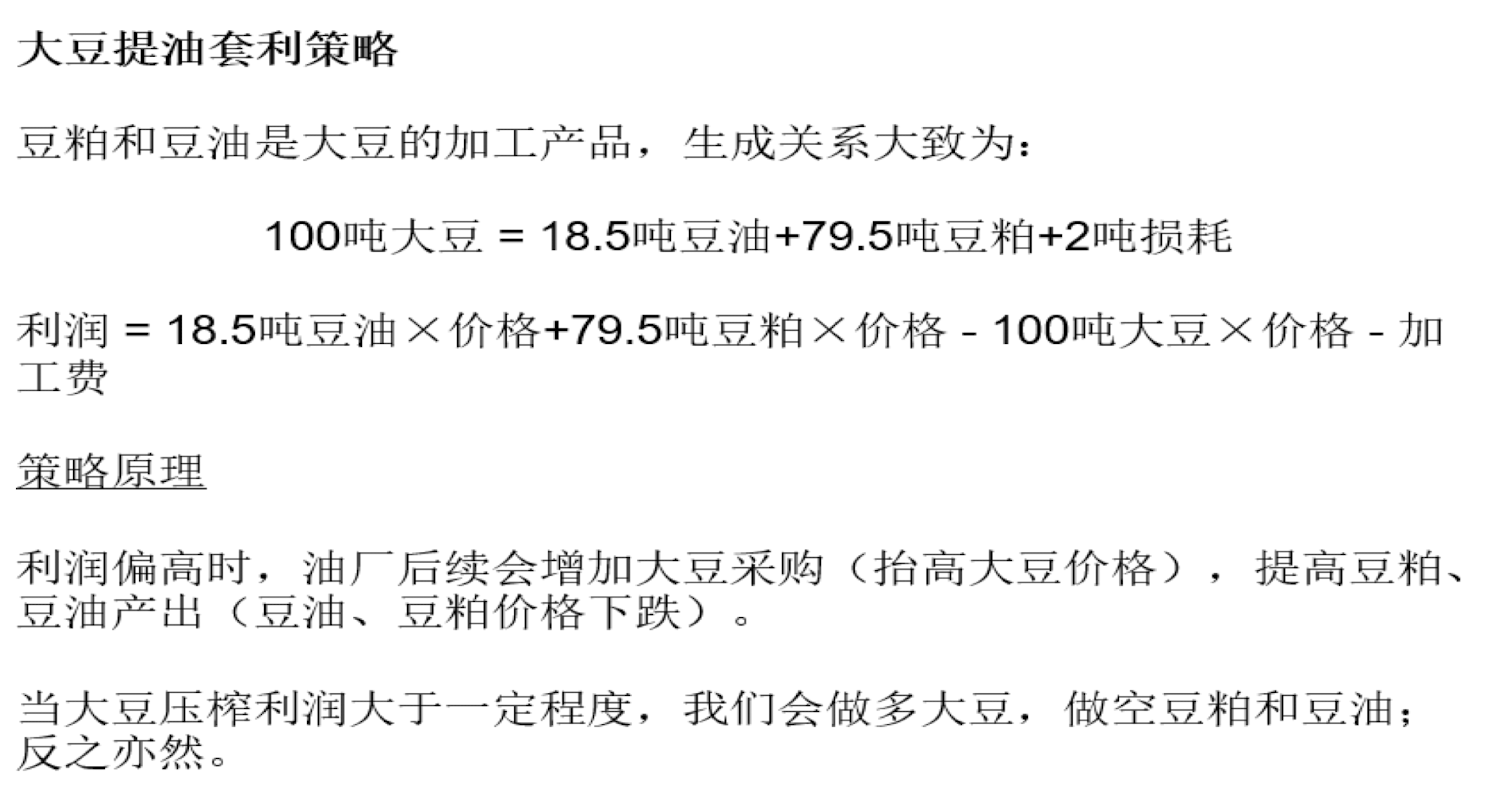 大豆提油套利策略
豆粕和豆油是大豆的加工产品，生成关系大致为：
100吨大豆 = 18.5吨豆油+79.5吨豆粕+2吨损耗
利润 = 18.5吨豆油×价格+79.5吨豆粕×价格 - 100吨大豆×价格 - 加
工费
策略原理
利润偏高时，油厂后续会增加大豆采购（抬高大豆价格），提高豆粕、
豆油产出（豆油、豆粕价格下跌）。
当大豆压榨利润大于一定程度，我们会做多大豆，做空豆粕和豆油；
反之亦然。